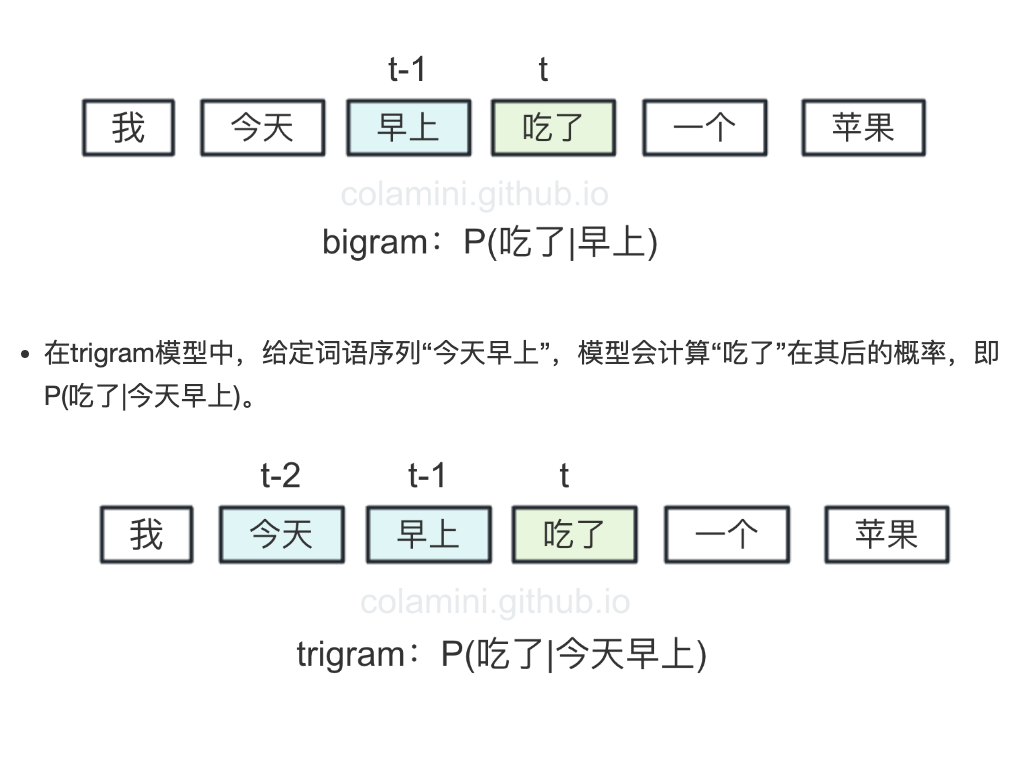 t-1 t
我 今天 早上 吃了 一个 苹果
colamini.github.io
bigram：P(吃了|早上)
• 在trigram模型中，给定词语序列“今天早上”，模型会计算“吃了”在其后的概率，即
P(吃了|今天早上)。
t-2 t-1 t
我 今天 早上 吃了 一个 苹果
colamini.github.io
trigram：P(吃了|今天早上)